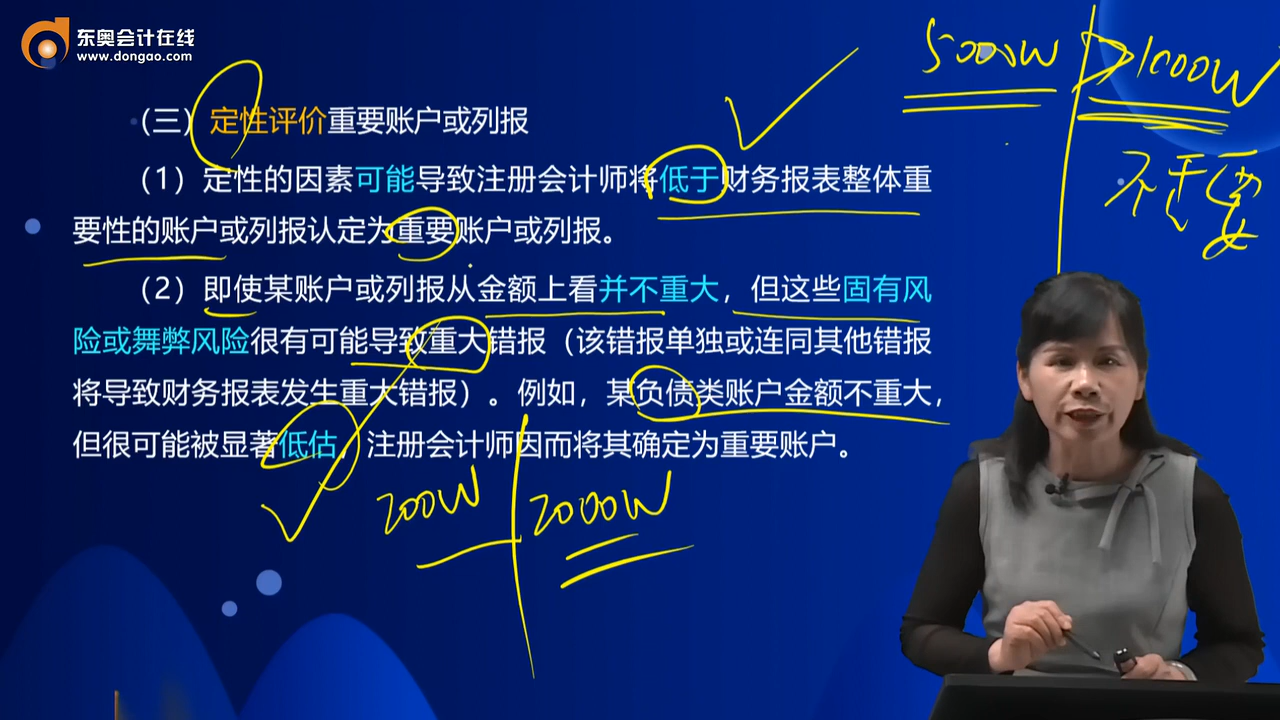 东奥会计在线
www.dongao.com
5000W >1000W
不重要
（三）定性评价重要账户或列报
（1）定性的因素可能导致注册会计师将低于财务报表整体重
要性的账户或列报认定为重要账户或列报。
（2）即使某账户或列报从金额上看并不重大，但这些固有风
险或舞弊风险很有可能导致重大错报（该错报单独或连同其他错报
将导致财务报表发生重大错报）。例如，某负债类账户金额不重大，
但很可能被显著低估，注册会计师因而将其确定为重要账户。
200W 2000W